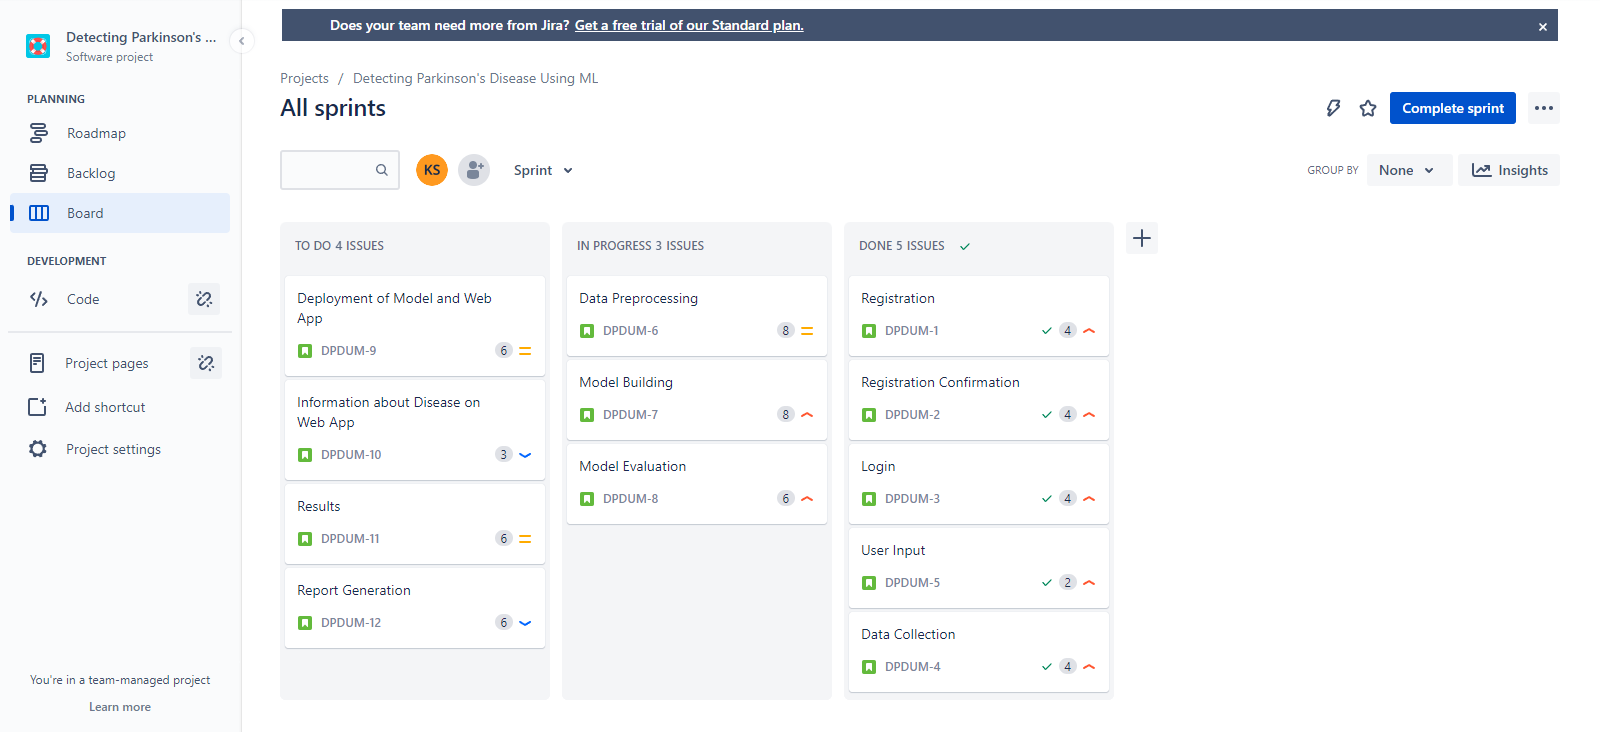 Does your team need more from Jira? Get a free trial of our Standard plan.
Detecting Parkinson's ...
Software project
PLANNING
Roadmap
Backlog
Board
DEVELOPMENT
Code
Project pages
Add shortcut
Project settings
You're in a team-managed project
Learn more
Projects / Detecting Parkinson's Disease Using ML
All sprints
Complete sprint
KS
Sprint
GROUP BY
None
Insights
TO DO 4 ISSUES
Deployment of Model and Web
App
DPDUM-9
6
Information about Disease on
Web App
DPDUM-10
3
Results
DPDUM-11
6
Report Generation
DPDUM-12
6
IN PROGRESS 3 ISSUES
Data Preprocessing
DPDUM-6
8
Model Building
DPDUM-7
8
Model Evaluation
DPDUM-8
6
DONE 5 ISSUES
Registration
DPDUM-1
4
Registration Confirmation
DPDUM-2
4
Login
DPDUM-3
4
User Input
DPDUM-5
2
Data Collection
DPDUM-4
4